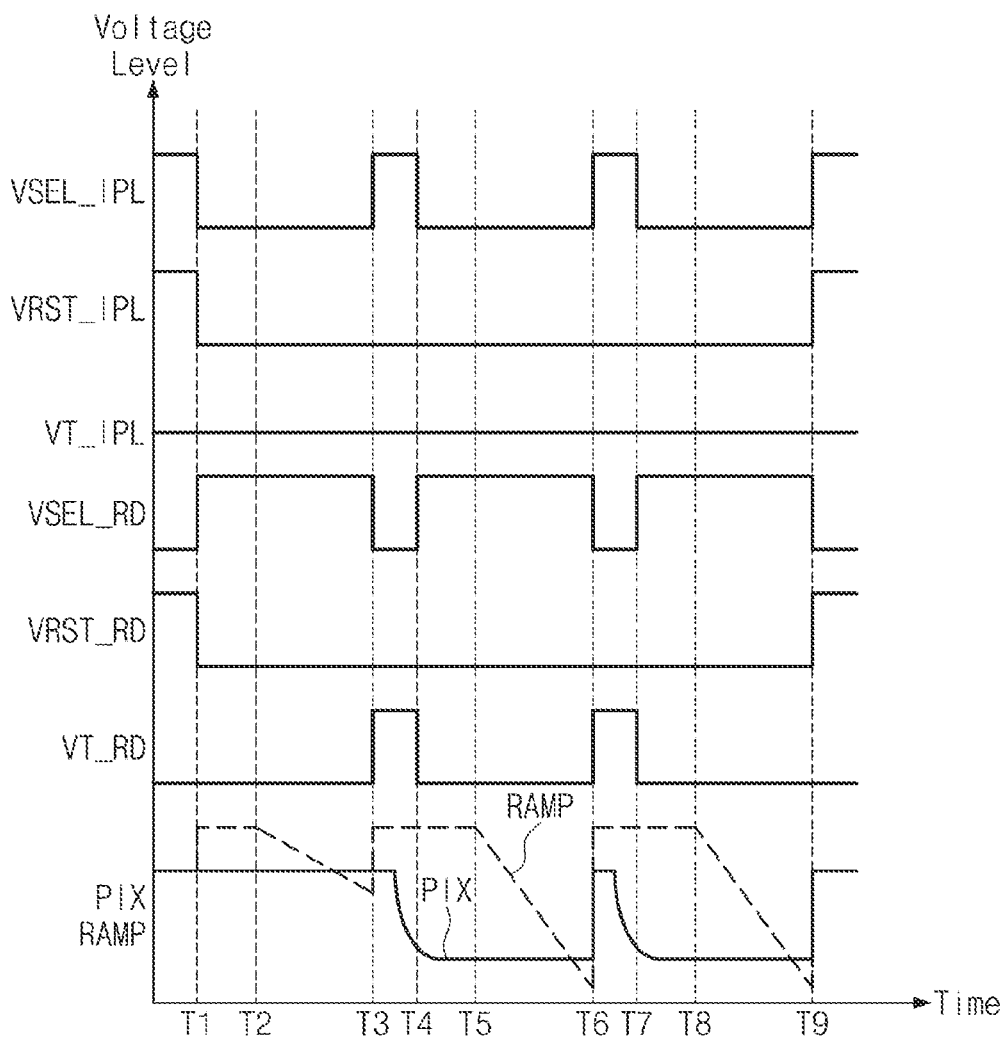 Voltage
Level
VSEL_IPL
VRST_IPL
VT_IPL
VSEL_RD
VRST_RD
VT_RD
RAMP
PIX
PIX
RAMP
Time
T1 T2 T3 T4 T5 T6 T7 T8 T9